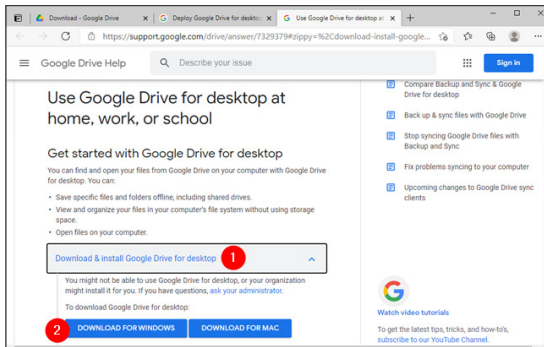 Download - Google Drive
Deploy Google Drive for desktop
Use Google Drive for desktop at
https://support.google.com/drive/answer/7329379#zippy=%2Cdownload-install-google...
Google Drive Help
Describe your issue
Sign in
Use Google Drive for desktop at
home, work, or school
Get started with Google Drive for desktop
You can find and open your files from Google Drive on your computer with Google Drive
for desktop. You can:
• Save specific files and folders offline, including shared drives.
• View and organize your files in your computer's file system without using storage
space.
• Open files on your computer.
Download & install Google Drive for desktop
1
You might not be able to use Google Drive for desktop, or your organization
might install it for you. If you have questions, ask your administrator.
To download Google Drive for desktop:
2
DOWNLOAD FOR WINDOWS
DOWNLOAD FOR MAC
Compare Backup and Sync & Google
Drive for desktop
Back up & sync files with Google Drive
Stop syncing Google Drive files with
Backup and Sync
Fix problems syncing to your computer
Upcoming changes to Google Drive sync
clients
Watch video tutorials
To get the latest tips, tricks, and how-to's,
subscribe to our YouTube Channel.